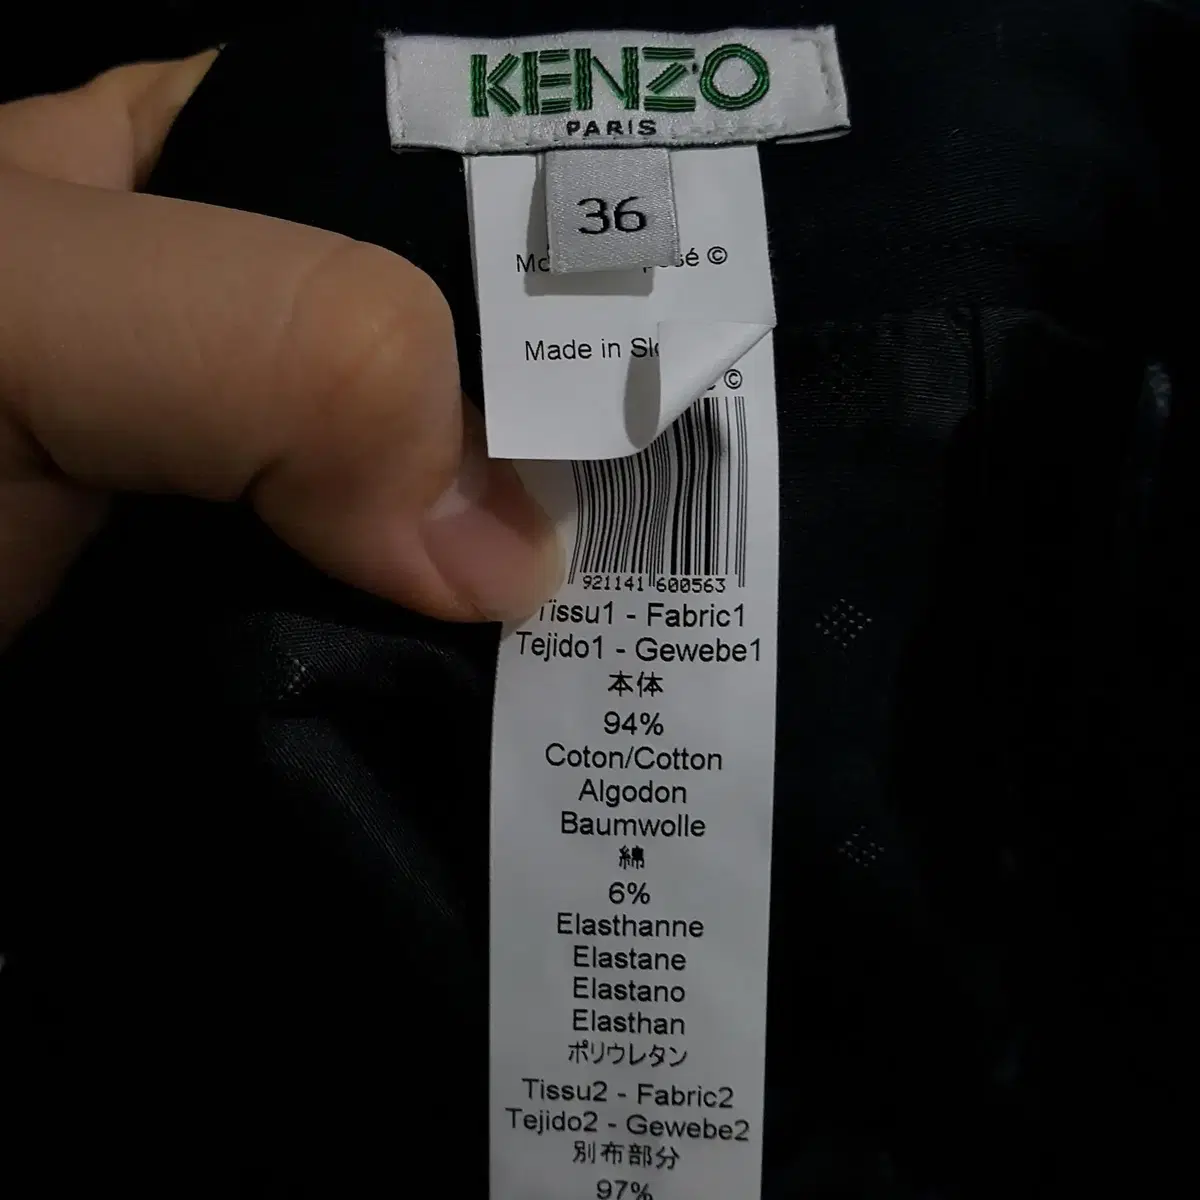 KENZO
PARIS
36
©
Made in
©
921141 600563
Tissu1 - Fabric1
Tejido1 - Gewebe1
本体
94%
Coton/Cotton
Algodon
Baumwolle
綿
6%
Elasthanne
Elastane
Elastano
Elasthan
ポリウレタン
Tissu2 - Fabric2
Tejido2 - Gewebe2
別布部分
97%